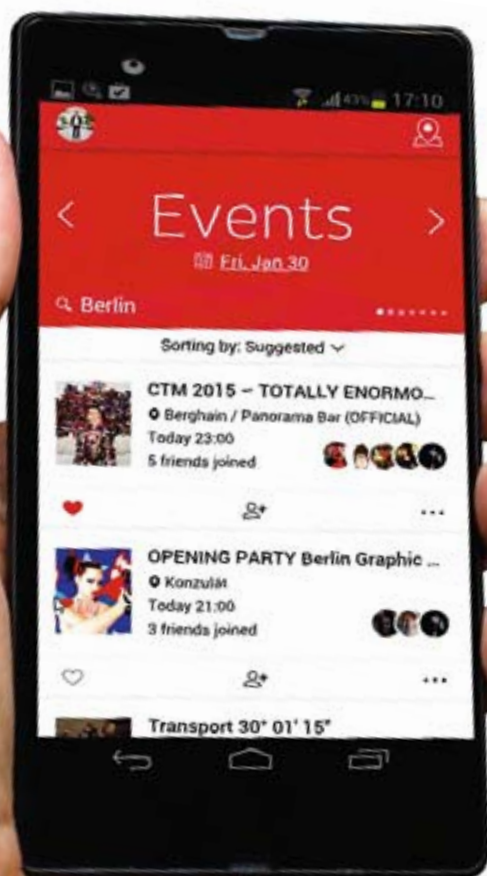 43% 17:10
Events
Fri, Jan 30
Berlin
Sorting by: Suggested
CTM 2015 – TOTALLY ENORMO...
Berghain / Panorama Bar (OFFICIAL)
Today 23:00
5 friends joined
OPENING PARTY Berlin Graphic ...
Konzulát
Today 21:00
3 friends joined
Transport 30° 01' 15"